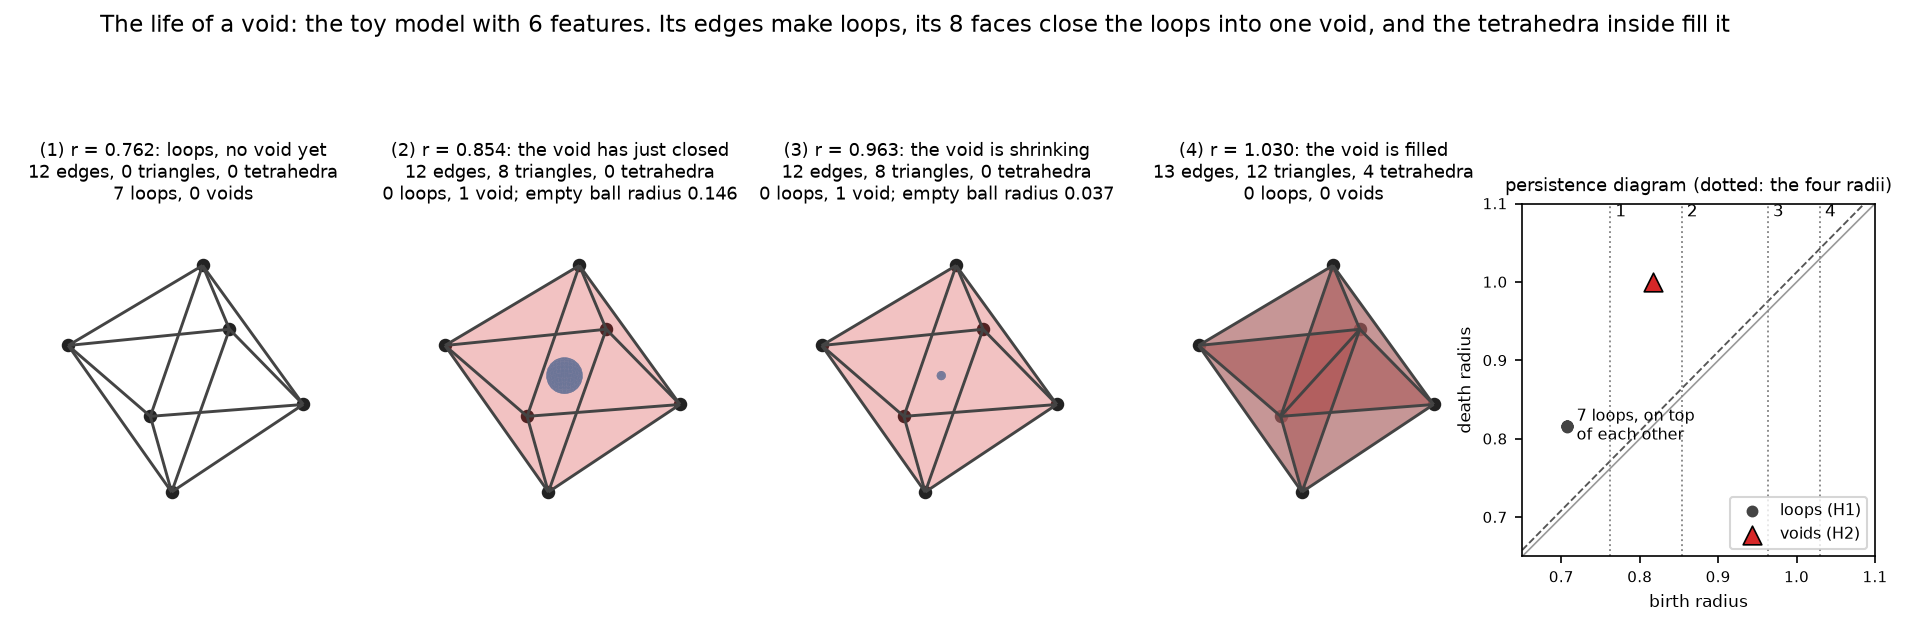 The life of a void: the toy model with 6 features. Its edges make loops, its 8 faces close the loops into one void, and the tetrahedra inside fill it
(1) r = 0.762: loops, no void yet
12 edges, 0 triangles, 0 tetrahedra
7 loops, 0 voids
(2) r = 0.854: the void has just closed
12 edges, 8 triangles, 0 tetrahedra
0 loops, 1 void; empty ball radius 0.146
(3) r = 0.963: the void is shrinking
12 edges, 8 triangles, 0 tetrahedra
0 loops, 1 void; empty ball radius 0.037
(4) r = 1.030: the void is filled
13 edges, 12 triangles, 4 tetrahedra
0 loops, 0 voids
persistence diagram (dotted: the four radii)
1 2 3 4
death radius
1.1
1.0
0.9
0.8
0.7
7 loops, on top
of each other
loops (H1)
voids (H2)
0.7 0.8 0.9 1.0 1.1
birth radius